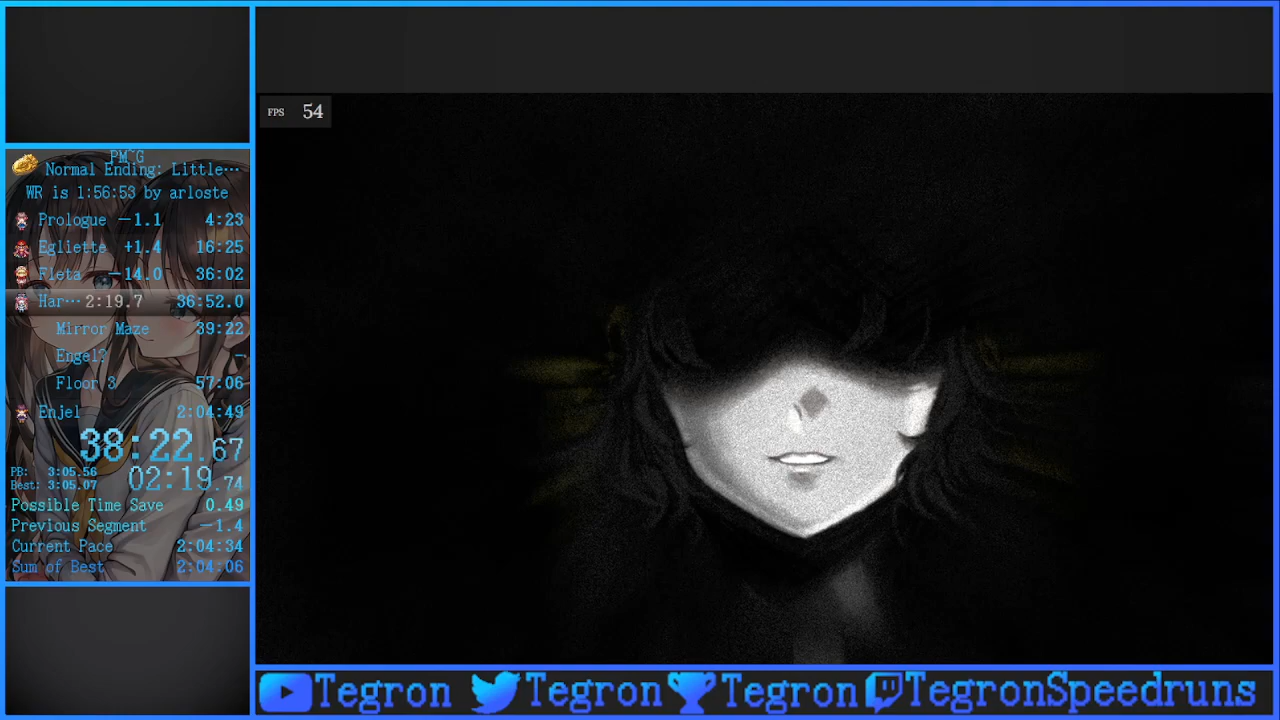 PM~G
Normal Ending: Little…
WR is 1:56:53 by arloste
Prologue −1.1 4:23
Egliette +1.4 16:25
Fleta −14.0 36:02
Har… 2:19.7 36:52.0
Mirror Maze 39:22
Engel? -
Floor 3 57:06
Enjel 2:04:49
38:22.67
PB: 3:05.56
Best: 3:05.07
02:19.74
Possible Time Save 0.49
Previous Segment −1.4
Current Pace 2:04:34
Sum of Best 2:04:06
FPS 54
Tegron Tegron Tegron TegronSpeedruns